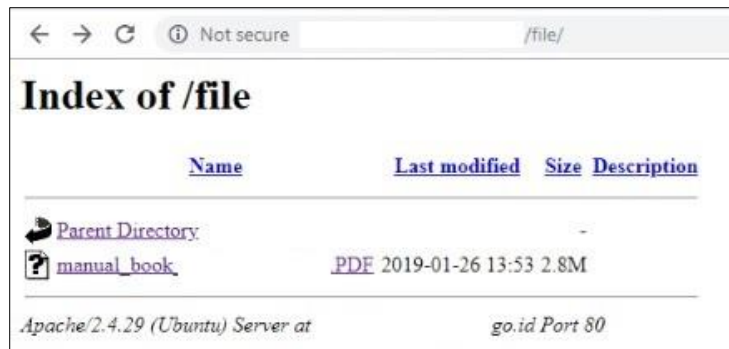 Not secure /file/
Index of /file
Name Last modified Size Description
Parent Directory -
manual_book_ .PDF 2019-01-26 13:53 2.8M
Apache/2.4.29 (Ubuntu) Server at go.id Port 80